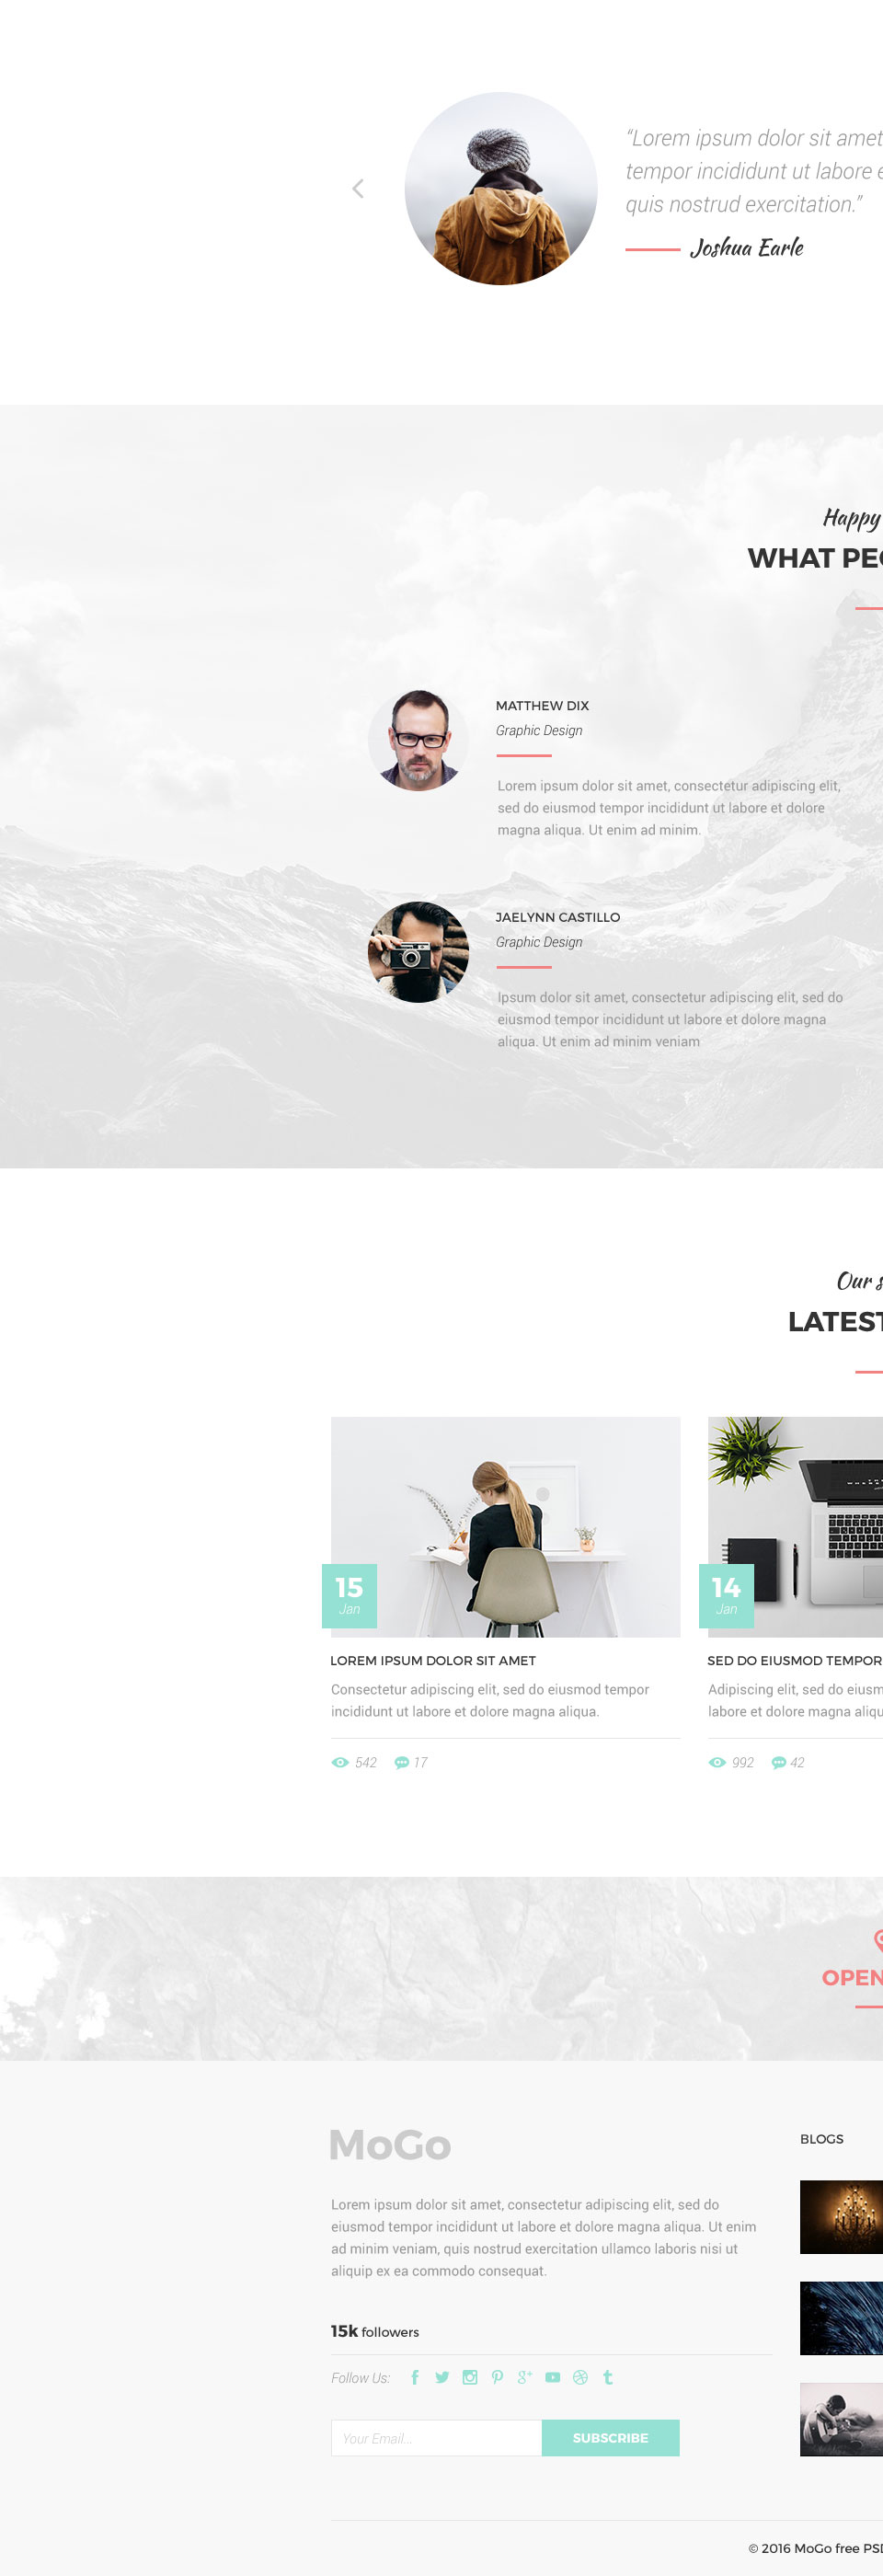 “Lorem ipsum dolor sit amet
tempor incididunt ut labore
quis nostrud exercitation.”
Joshua Earle
Happy
WHAT
MATTHEW DIX
Graphic Design
Lorem ipsum dolor sit amet, consectetur adipiscing elit,
sed do eiusmod tempor incididunt ut labore et dolore
magna aliqua. Ut enim ad minim.
JAELYNN CASTILLO
Graphic Design
Ipsum dolor sit amet, consectetur adipiscing elit, sed do
eiusmod tempor incididunt ut labore et dolore magna
aliqua. Ut enim ad minim veniam
Our
LATEST
15
Jan
14
Jan
LOREM IPSUM DOLOR SIT AMET
Consectetur adipiscing elit, sed do eiusmod tempor
incididunt ut labore et dolore magna aliqua.
542 17
SED DO EIUSMOD TEMPOR
Adipiscing elit, sed do
labore et dolore magna
992 42
OPEN
MoGo
Lorem ipsum dolor sit amet, consectetur adipiscing elit, sed do
eiusmod tempor incididunt ut labore et dolore magna aliqua. Ut enim
ad minim veniam, quis nostrud exercitation ullamco laboris nisi ut
aliquip ex ea commodo consequat.
15k followers
Follow Us:
Your Email...
SUBSCRIBE
BLOGS
© 2016 MoGo free PSD